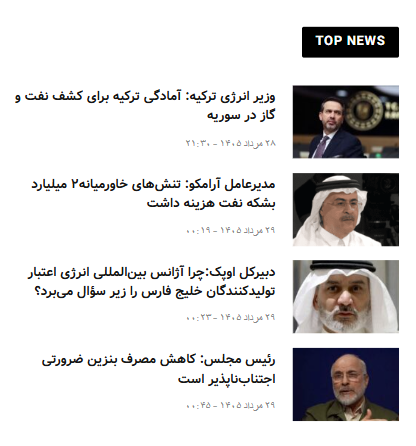 TOP NEWS
وزیر انرژی ترکیه: آمادگی ترکیه برای کشف نفت و
گاز در سوریه
۲۸ مرداد ۱۴۰۵ - ۲۱:۳۰
مدیرعامل آرامکو: تنش‌های خاورمیانه۲ میلیارد
بشکه نفت هزینه داشت
۲۹ مرداد ۱۴۰۵ - ۰۰:۱۹
دبیرکل اوپک:چرا آژانس بین‌المللی انرژی اعتبار
تولیدکنندگان خلیج فارس را زیر سؤال می‌برد؟
۲۹ مرداد ۱۴۰۵ - ۰۰:۲۳
رئیس مجلس: کاهش مصرف بنزین ضرورتی
اجتناب‌ناپذیر است
۲۹ مرداد ۱۴۰۵ - ۰۰:۴۵